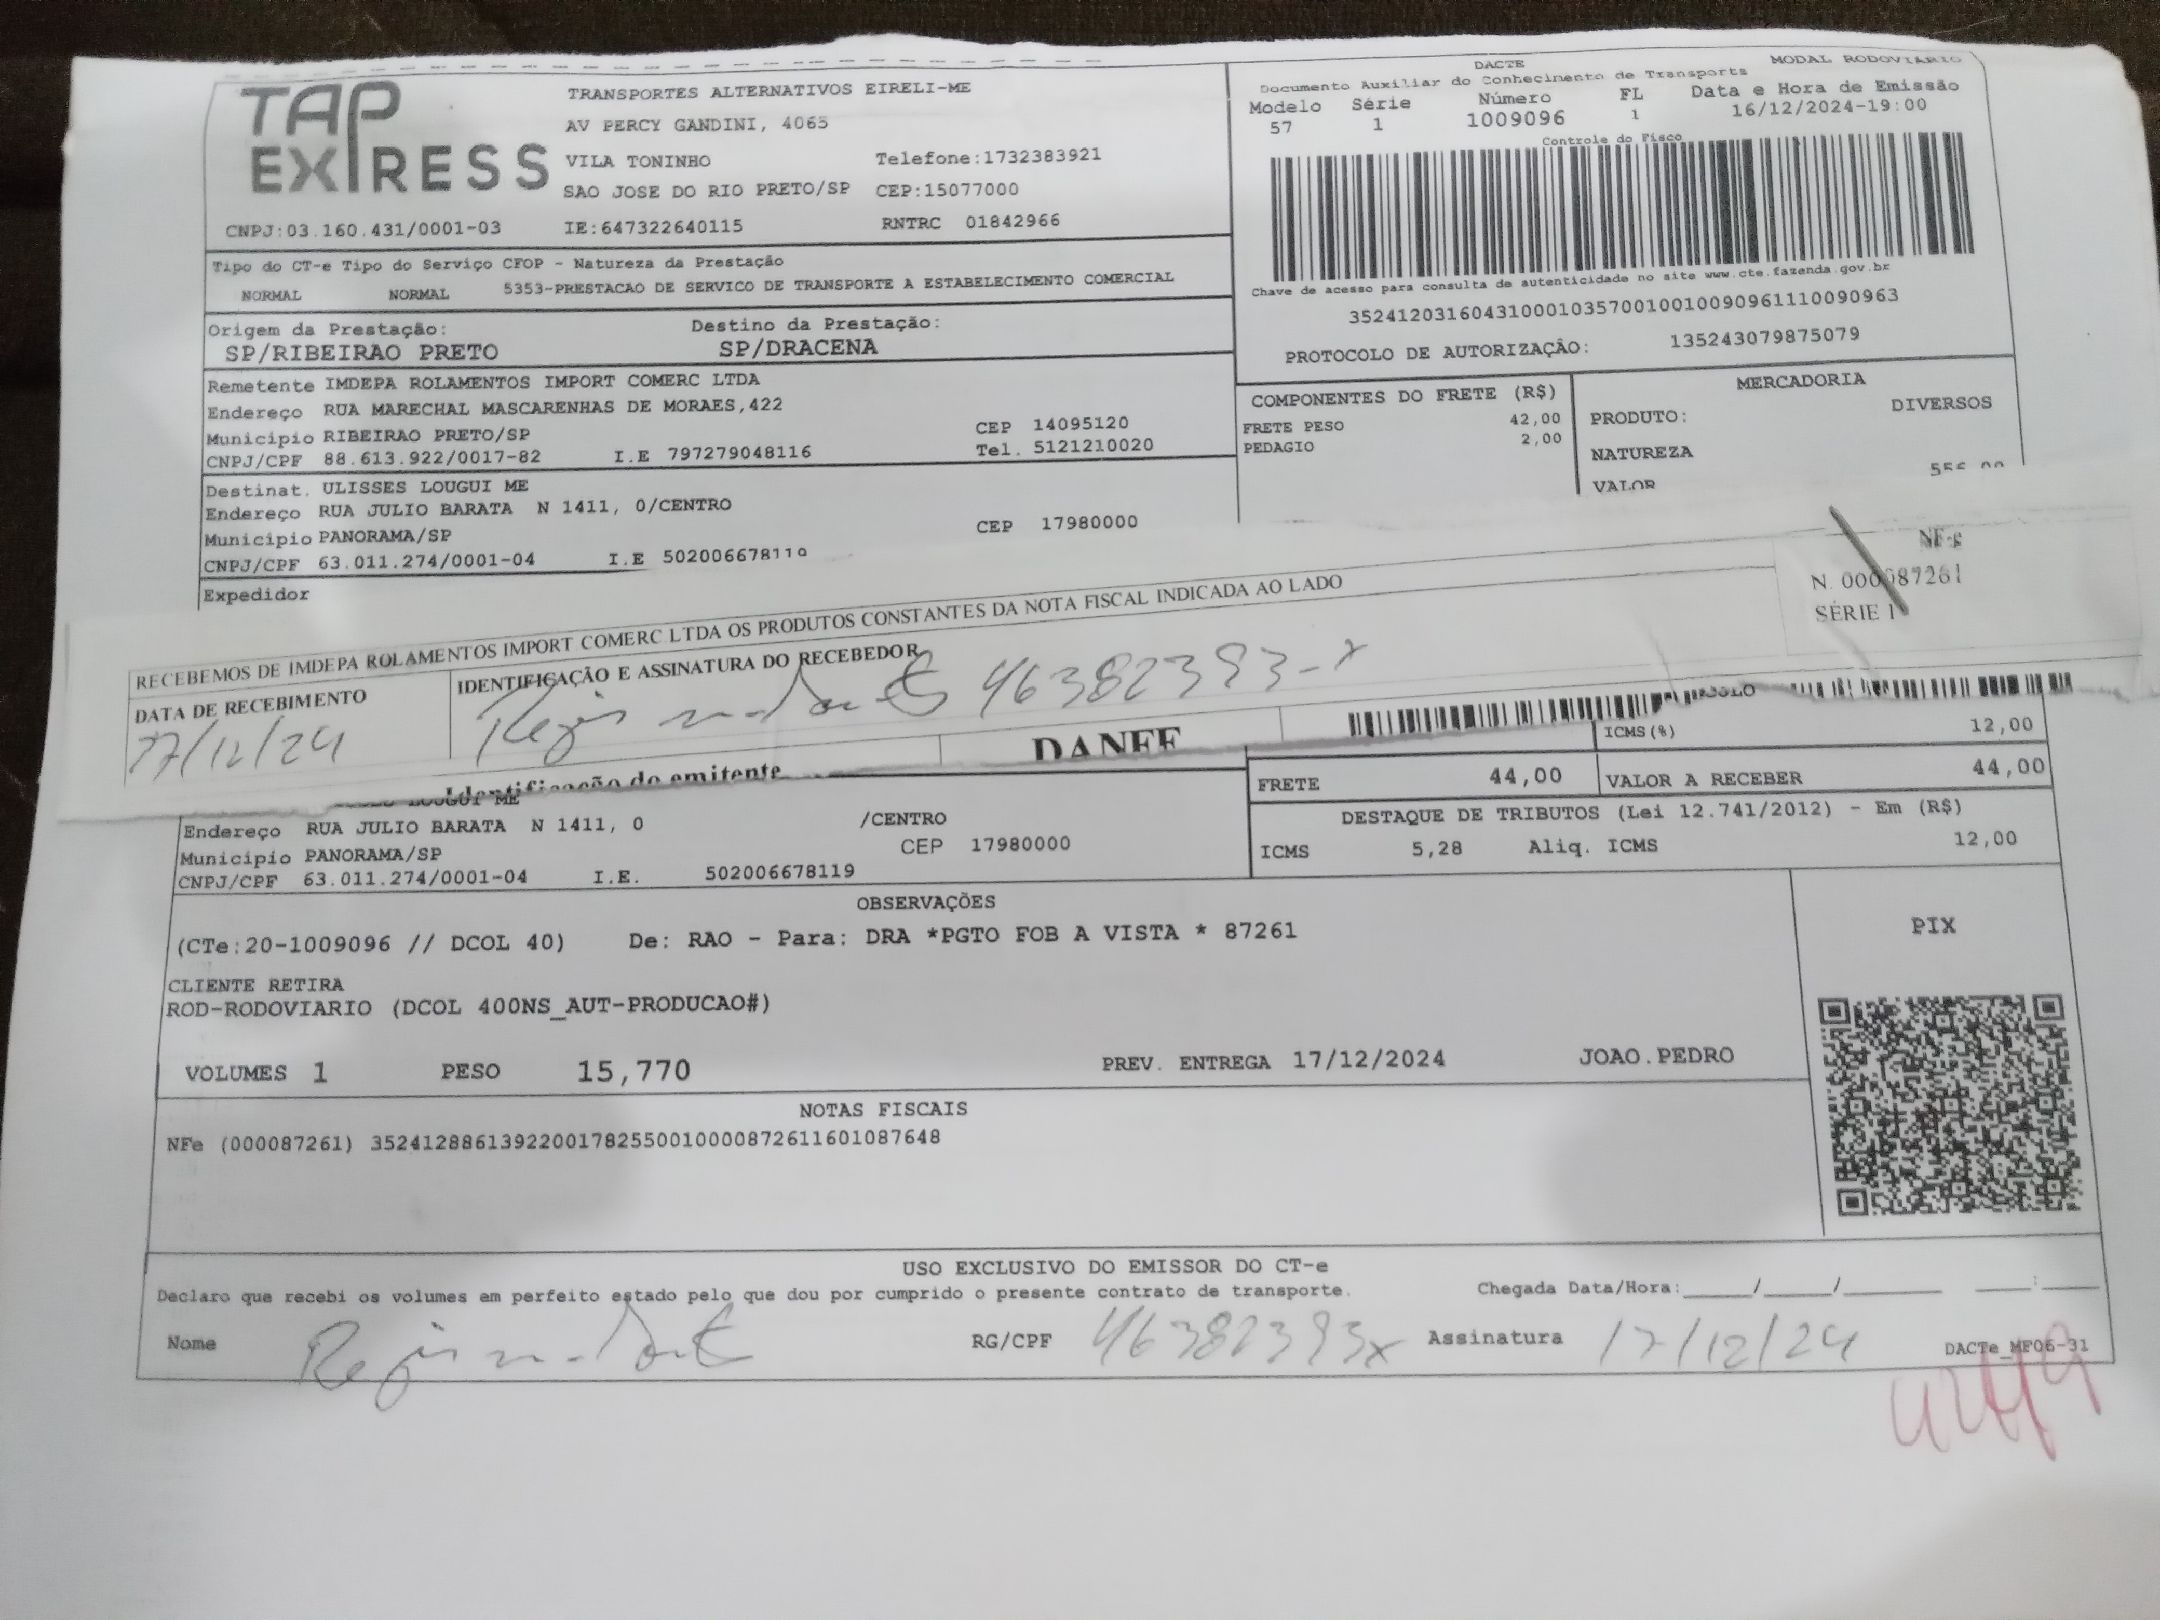 TAP EXPRESS
TRANSPORTES ALTERNATIVOS EIRELI-ME
AV PERCY GANDINI, 4065
VILA TONINHO Telefone:1732383921
SAO JOSE DO RIO PRETO/SP CEP:15077000
CNPJ:03.160.431/0001-03 IE:647322640115 RNTRC 01842966
DACTE MODAL RODOVIARIO
Documento Auxiliar do Conhecimento de Transporte
Modelo Série Número FL Data e Hora de Emissão
57 1 1009096 1 16/12/2024-19:00
Controle do Fisco
Chave de acesso para consulta de autenticidade no site www.cte.fazenda.gov.br
35241203160431000103570010010090961110090963
PROTOCOLO DE AUTORIZAÇÃO: 135243079875079
Tipo do CT-e Tipo do Serviço CFOP - Natureza da Prestação
NORMAL NORMAL 5353-PRESTACAO DE SERVICO DE TRANSPORTE A ESTABELECIMENTO COMERCIAL
Origem da Prestação: Destino da Prestação:
SP/RIBEIRAO PRETO SP/DRACENA
Remetente IMDEPA ROLAMENTOS IMPORT COMERC LTDA
Endereço RUA MARECHAL MASCARENHAS DE MORAES,422
Municipio RIBEIRAO PRETO/SP CEP 14095120
CNPJ/CPF 88.613.922/0017-82 I.E 797279048116 Tel. 5121210020
COMPONENTES DO FRETE (R$)
FRETE PESO 42,00
PEDAGIO 2,00
MERCADORIA
PRODUTO: DIVERSOS
NATUREZA
VALOR
Destinat. ULISSES LOUGUI ME
Endereço RUA JULIO BARATA N 1411, 0/CENTRO
Municipio PANORAMA/SP CEP 17980000
CNPJ/CPF 63.011.274/0001-04 I.E 502006678119
Expedidor
NF-e
N. 000087261
SÉRIE 1
RECEBEMOS DE IMDEPA ROLAMENTOS IMPORT COMERC LTDA OS PRODUTOS CONSTANTES DA NOTA FISCAL INDICADA AO LADO
DATA DE RECEBIMENTO IDENTIFICAÇÃO E ASSINATURA DO RECEBEDOR
17/12/24 46382393-x
Identificação do emitente DANFE
ICMS(%) 12,00
FRETE 44,00 VALOR A RECEBER 44,00
LOUGUI ME
Endereço RUA JULIO BARATA N 1411, 0 /CENTRO
Municipio PANORAMA/SP CEP 17980000
CNPJ/CPF 63.011.274/0001-04 I.E. 502006678119
DESTAQUE DE TRIBUTOS (Lei 12.741/2012) - Em (R$)
ICMS 5,28 Aliq. ICMS 12,00
OBSERVAÇÕES
(CTe:20-1009096 // DCOL 40) De: RAO - Para: DRA *PGTO FOB A VISTA * 87261
CLIENTE RETIRA
ROD-RODOVIARIO (DCOL 400NS_AUT-PRODUCAO#)
PIX
VOLUMES 1 PESO 15,770 PREV. ENTREGA 17/12/2024 JOAO.PEDRO
NOTAS FISCAIS
NFe (000087261) 35241288613922001782550010000872611601087648
USO EXCLUSIVO DO EMISSOR DO CT-e
Declaro que recebi os volumes em perfeito estado pelo que dou por cumprido o presente contrato de transporte. Chegada Data/Hora:______/______/________ ____:____
Nome RG/CPF 46382393x Assinatura 17/12/24 DACTe_MF06-31